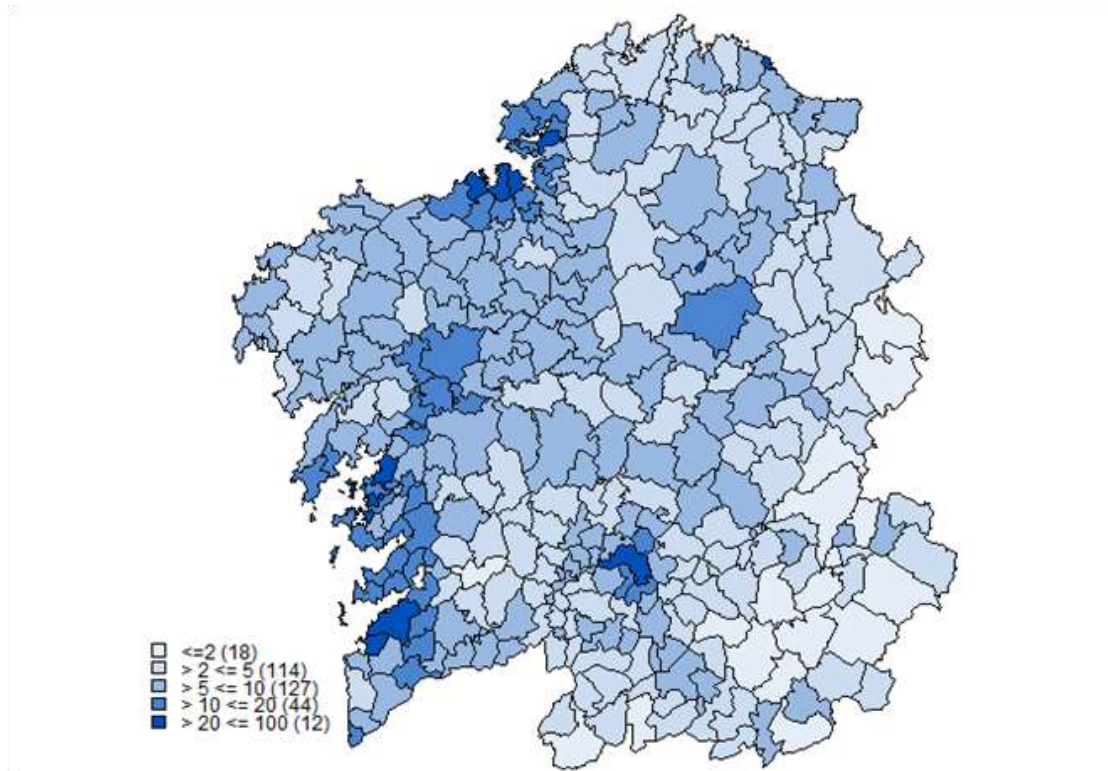 <=2 (18)
> 2 <= 5 (114)
> 5 <= 10 (127)
> 10 <= 20 (44)
> 20 <= 100 (12)